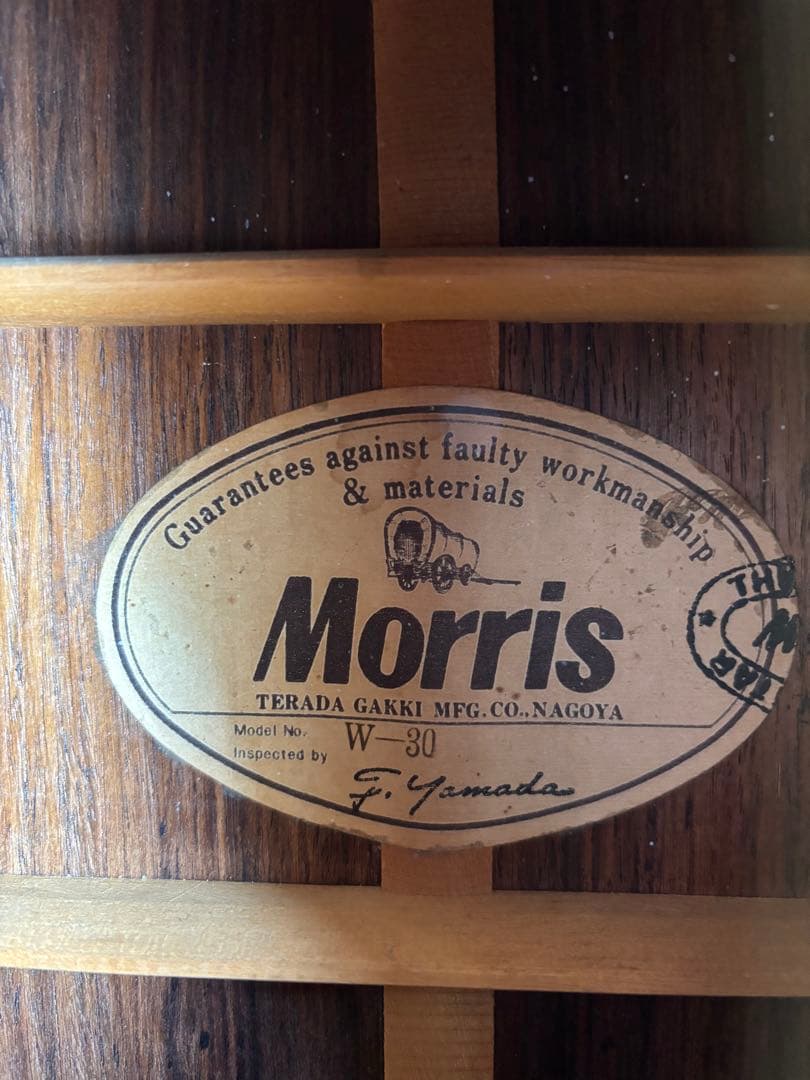 Guarantees against faulty workmanship
& materials
Morris
TERADA GAKKI MFG. CO., NAGOYA
Model No. W-30
Inspected by F. Yamada